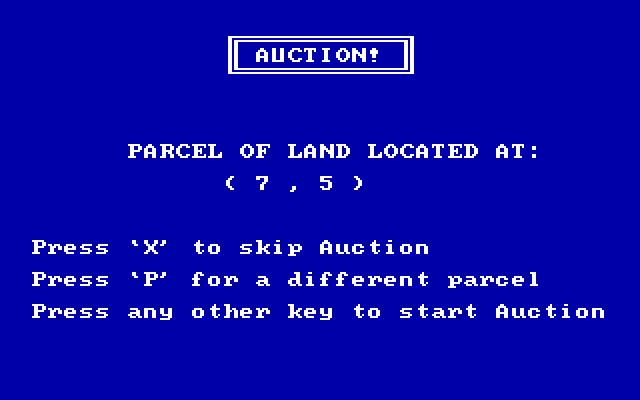 AUCTION!
PARCEL OF LAND LOCATED AT:
( 7 , 5 )
Press `X' to skip Auction
Press `P' for a different parcel
Press any other key to start Auction